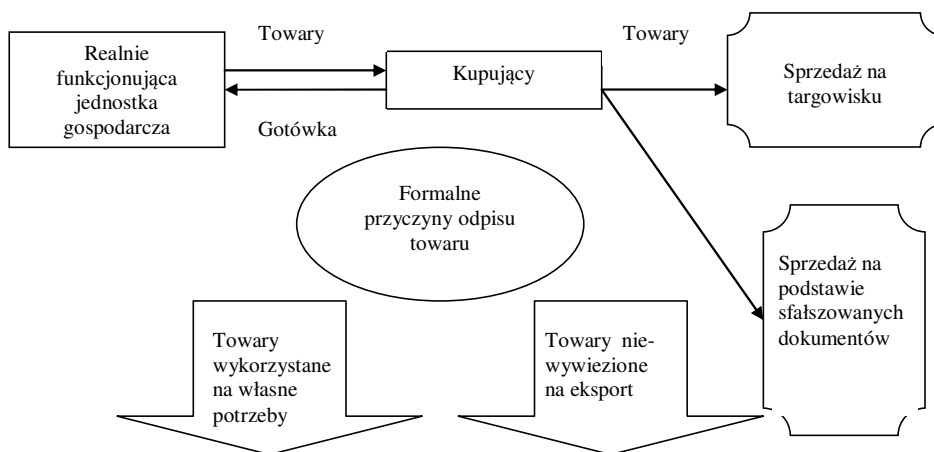 Towary
Realnie
funkcjonująca
jednostka
gospodarcza
Gotówka
Kupujący
Towary
Sprzedaż na
targowisku
Formalne
przyczyny odpisu
towaru
Sprzedaż na
podstawie
sfałszowanych
dokumentów
Towary
wykorzystane
na własne
potrzeby
Towary nie-
wywiezione
na eksport